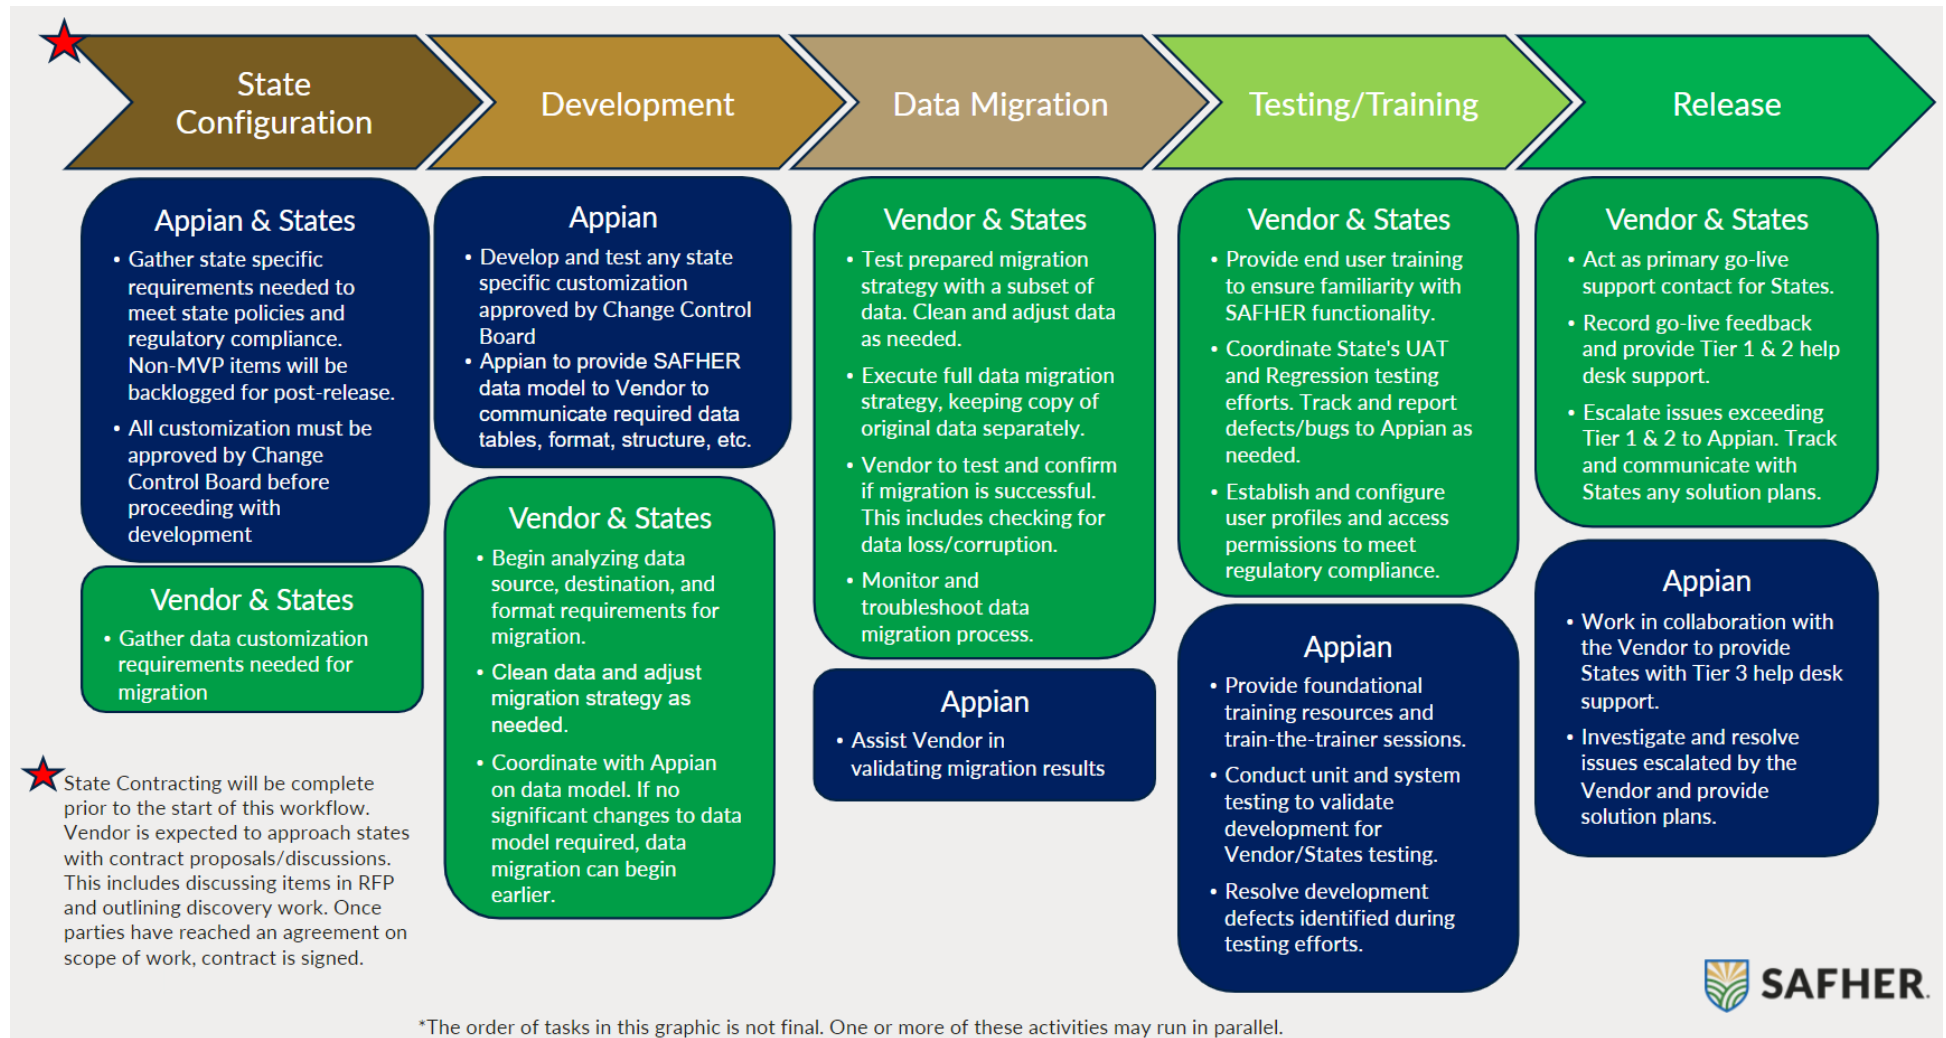 State
Configuration
Development
Data Migration
Testing/Training
Release
Appian & States
• Gather state specific
requirements needed to
meet state policies and
regulatory compliance.
Non-MVP items will be
backlogged for post-release.
• All customization must be
approved by Change
Control Board before
proceeding with
development
Vendor & States
• Gather data customization
requirements needed for
migration
State Contracting will be complete
prior to the start of this workflow.
Vendor is expected to approach states
with contract proposals/discussions.
This includes discussing items in RFP
and outlining discovery work. Once
parties have reached an agreement on
scope of work, contract is signed.
Appian
• Develop and test any state
specific customization
approved by Change Control
Board
• Appian to provide SAFHER
data model to Vendor to
communicate required data
tables, format, structure, etc.
Vendor & States
• Begin analyzing data
source, destination, and
format requirements for
migration.
• Clean data and adjust
migration strategy as
needed.
• Coordinate with Appian
on data model. If no
significant changes to data
model required, data
migration can begin
earlier.
Vendor & States
• Test prepared migration
strategy with a subset of
data. Clean and adjust data
as needed.
• Execute full data migration
strategy, keeping copy of
original data separately.
• Vendor to test and confirm
if migration is successful.
This includes checking for
data loss/corruption.
• Monitor and
troubleshoot data
migration process.
Appian
• Assist Vendor in
validating migration results
Vendor & States
• Provide end user training
to ensure familiarity with
SAFHER functionality.
• Coordinate State's UAT
and Regression testing
efforts. Track and report
defects/bugs to Appian as
needed.
• Establish and configure
user profiles and access
permissions to meet
regulatory compliance.
Appian
• Provide foundational
training resources and
train-the-trainer sessions.
• Conduct unit and system
testing to validate
development for
Vendor/States testing.
• Resolve development
defects identified during
testing efforts.
Vendor & States
• Act as primary go-live
support contact for States.
• Record go-live feedback
and provide Tier 1 & 2 help
desk support.
• Escalate issues exceeding
Tier 1 & 2 to Appian. Track
and communicate with
States any solution plans.
Appian
• Work in collaboration with
the Vendor to provide
States with Tier 3 help desk
support.
• Investigate and resolve
issues escalated by the
Vendor and provide
solution plans.
SAFHER.
*The order of tasks in this graphic is not final. One or more of these activities may run in parallel.